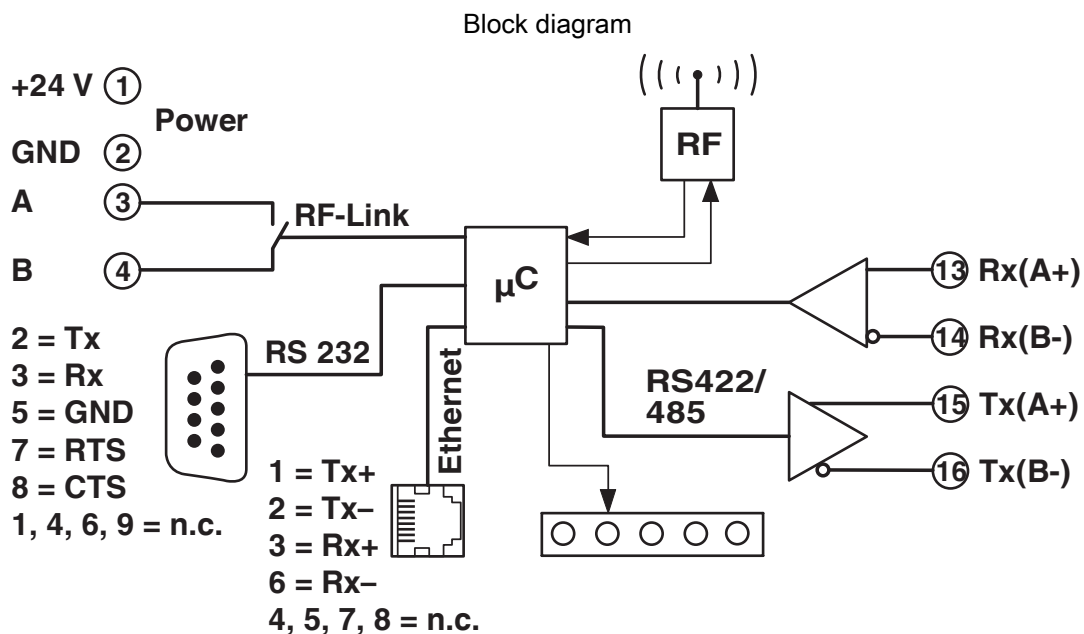 Block diagram
+24 V 1
Power
GND 2
A 3
RF-Link
B 4
RF
µC
13 Rx(A+)
14 Rx(B-)
15 Tx(A+)
16 Tx(B-)
RS422/
485
RS 232
Ethernet
2 = Tx
3 = Rx
5 = GND
7 = RTS
8 = CTS
1, 4, 6, 9 = n.c.
1 = Tx+
2 = Tx–
3 = Rx+
6 = Rx–
4, 5, 7, 8 = n.c.